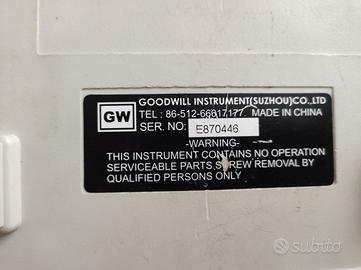 GOODWILL INSTRUMENT(SUZHOU)CO.,LTD
GW
TEL : 86-512-66617177. MADE IN CHINA
SER. NO: E870446
-WARNING-
THIS INSTRUMENT CONTAINS NO OPERATION
SERVICEABLE PARTS,SCREW REMOVAL BY
QUALIFIED PERSONS ONLY
subito